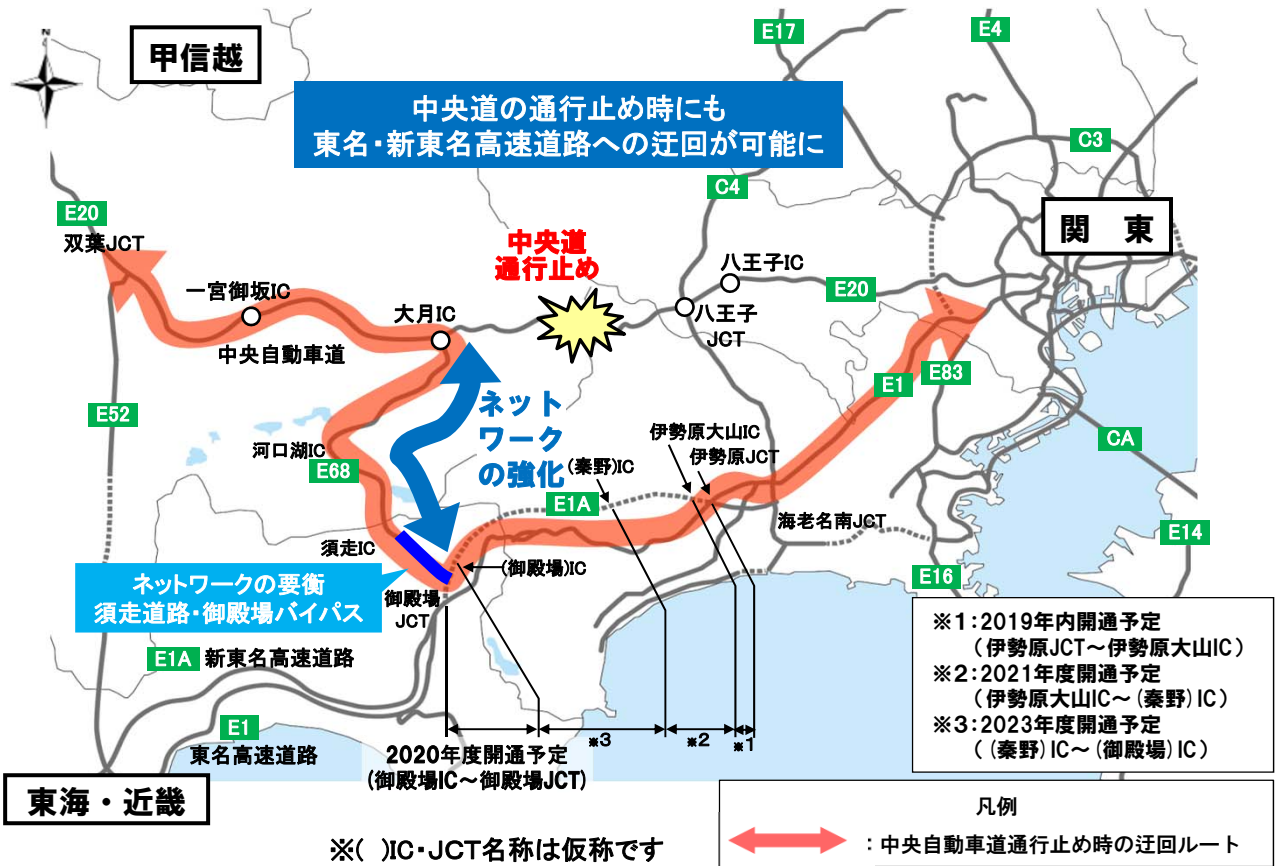 N
甲信越
中央道の通行止め時にも
東名・新東名高速道路への迂回が可能に
E17
E4
C3
C4
関　東
E20
双葉JCT
中央道
通行止め
八王子IC
E20
一宮御坂IC
大月IC
八王子
JCT
中央自動車道
E1
E83
E52
ネット
ワーク
の強化
CA
河口湖IC
E68
伊勢原大山IC
伊勢原JCT
(秦野)IC
E1A
海老名南JCT
E14
須走IC
(御殿場)IC
E16
ネットワークの要衝
須走道路・御殿場バイパス
御殿場
JCT
E1A 新東名高速道路
E1
東名高速道路
※3
※2
※1
2020年度開通予定
(御殿場IC～御殿場JCT)
※1：2019年内開通予定
（伊勢原JCT～伊勢原大山IC）
※2：2021年度開通予定
（伊勢原大山IC～(秦野)IC）
※3：2023年度開通予定
（(秦野)IC～(御殿場)IC）
東海・近畿
※( )IC・JCT名称は仮称です
凡例
：中央自動車道通行止め時の迂回ルート